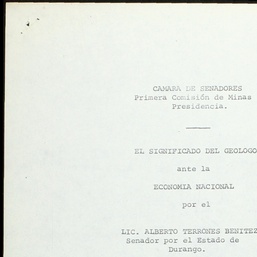 CAMARA DE SENADORES
Primera Comisión de Minas
Presidencia.
EL SIGNIFICADO DEL GEOLOGO
ante la
ECONOMIA NACIONAL
por el
LIC. ALBERTO TERRONES BENITEZ
Senador por el Estado de
Durango.